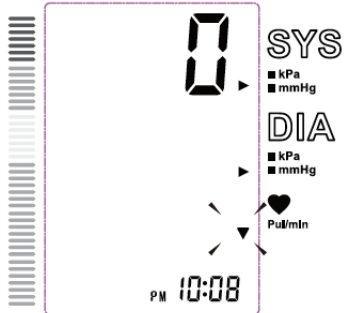 0
SYS
■ kPa
■ mmHg
DIA
■ kPa
■ mmHg
Pul/min
PM 10:08